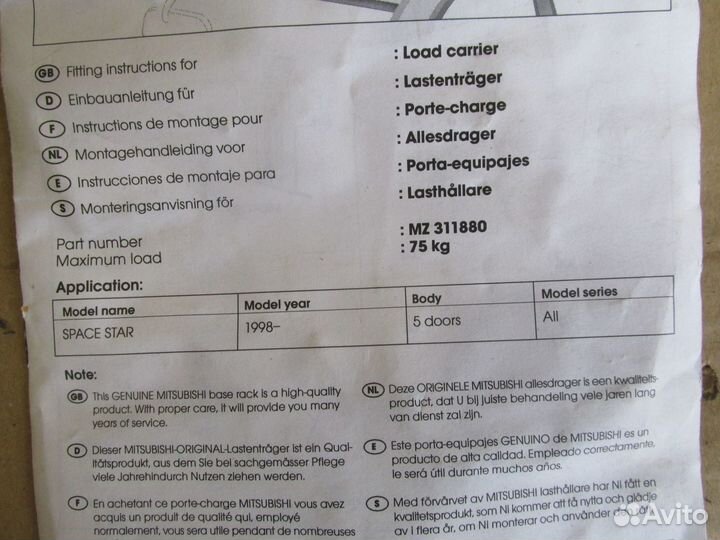 GB Fitting instructions for : Load carrier
D Einbauanleitung für : Lastenträger
F Instructions de montage pour : Porte-charge
NL Montagehandleiding voor : Allesdrager
E Instrucciones de montaje para : Porta-equipajes
S Monteringsanvisning för : Lasthållare
Part number : MZ 311880
Maximum load : 75 kg
Application:
Model name Model year Body Model series
SPACE STAR 1998– 5 doors All
Note:
GB This GENUINE MITSUBISHI base rack is a high-quality
product. With proper care, it will provide you many
years of service.
D Dieser MITSUBISHI-ORIGINAL-Lastenträger ist ein Qual-
itätsprodukt, aus dem Sie bei sachgemässer Pflege
viele Jahrehindurch Nutzen ziehen werden.
F En achetant ce porte-charge MITSUBISHI vous avez
acquis un produit de qualité qui, employé
normalement, vous sera utile pendant de nombreuses
NL Deze ORIGINELE MITSUBISHI allesdrager is een kwaliteits-
product, dat U bij juiste behandeling vele jaren lang
van dienst zal zijn.
E Este porta-equipajes GENUINO de MITSUBISHI es un
producto de alta calidad. Empleado correctamente,
le será útil durante muchos años.
S Med förvärvet av MITSUBISHI lasthållare har Ni fått en
kvalitetsprodukt, som Ni kommer att få nytta och glädje
av i flera år, om Ni monterar och använder den
Avito